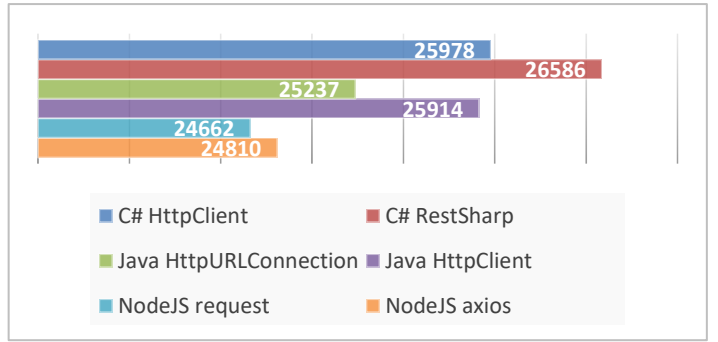 25978
26586
25237
25914
24662
24810
C# HttpClient C# RestSharp
Java HttpURLConnection Java HttpClient
NodeJS request NodeJS axios